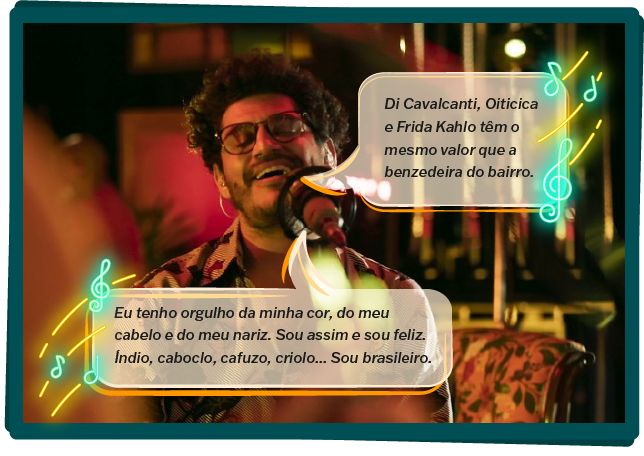 Di Cavalcanti, Oiticica
e Frida Kahlo têm o
mesmo valor que a
benzedeira do bairro.
Eu tenho orgulho da minha cor, do meu
cabelo e do meu nariz. Sou assim e sou feliz.
Índio, caboclo, cafuzo, criolo... Sou brasileiro.